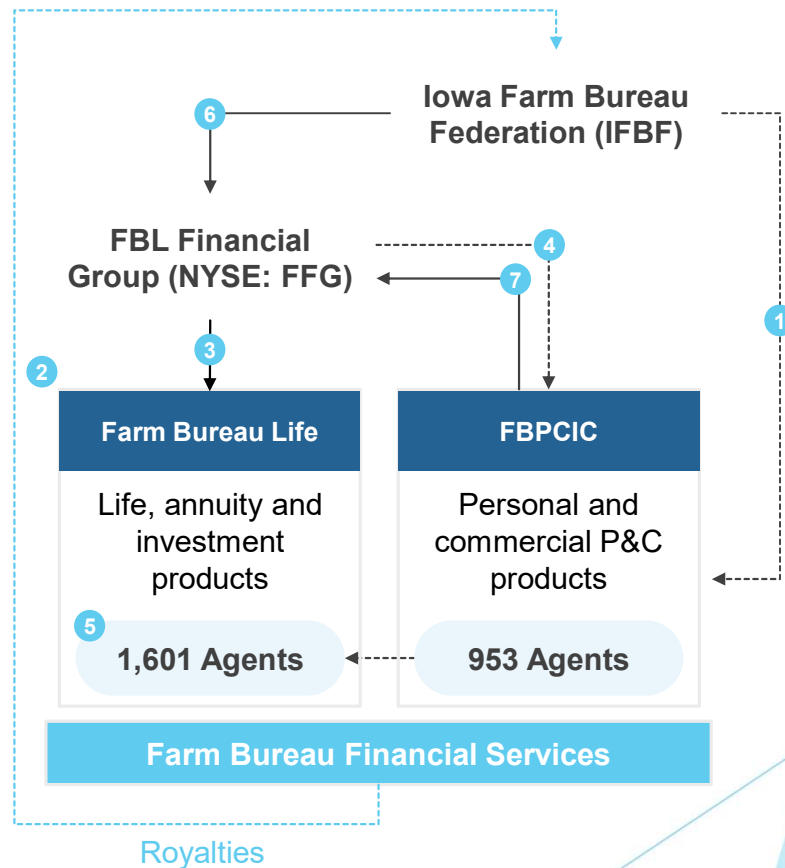 Iowa Farm Bureau
Federation (IFBF)
6
FBL Financial
Group (NYSE: FFG)
4
7
1
3
2
Farm Bureau Life
FBPCIC
Life, annuity and
investment
products
Personal and
commercial P&C
products
5
1,601 Agents
953 Agents
Farm Bureau Financial Services
Royalties